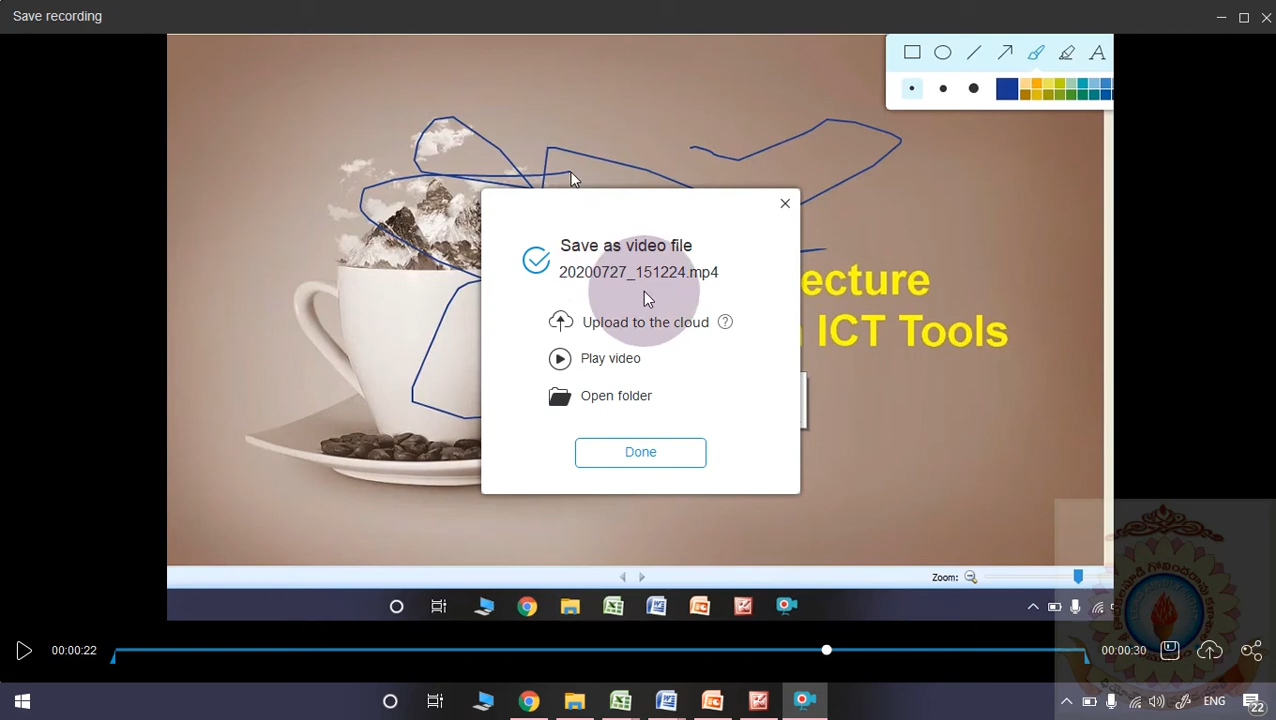 Save recording
A
Save as video file
20200727_151224.mp4
ecture
Upload to the cloud ?
ICT Tools
Play video
Open folder
Done
Zoom:
00:00:22
00:00:30
ENG
22